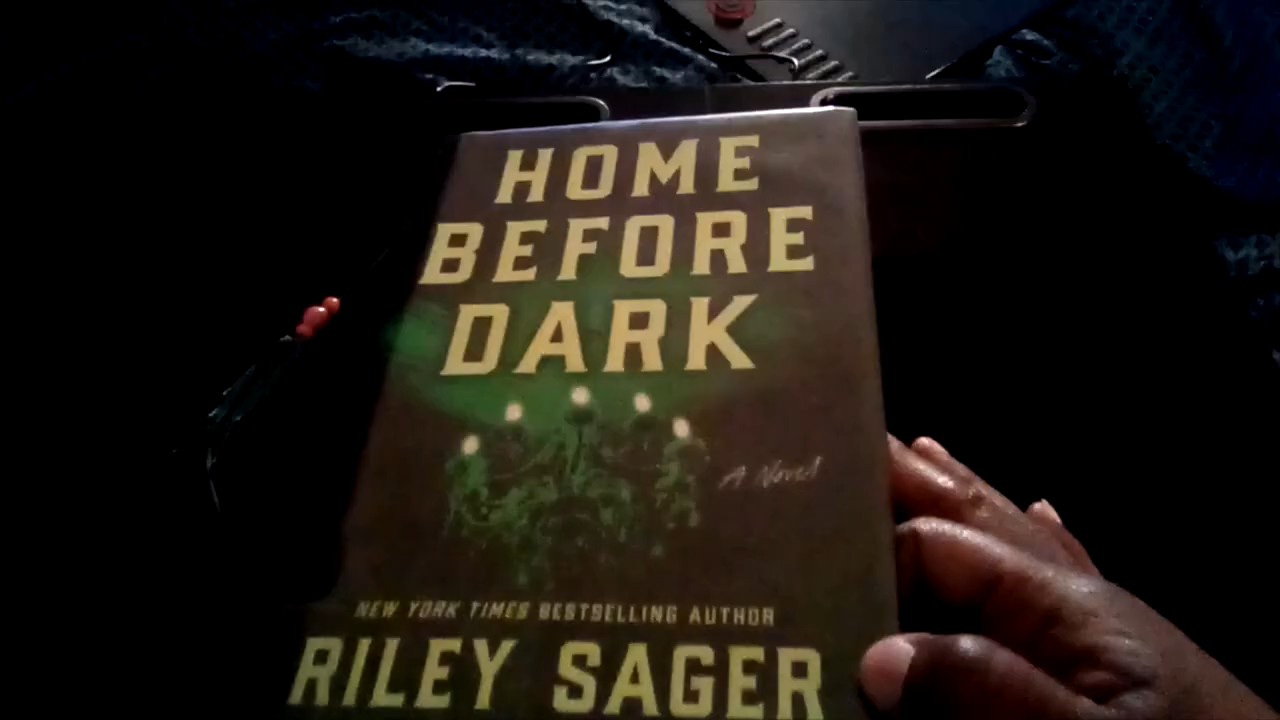 HOME
BEFORE
DARK
A Novel
NEW YORK TIMES BESTSELLING AUTHOR
RILEY SAGER